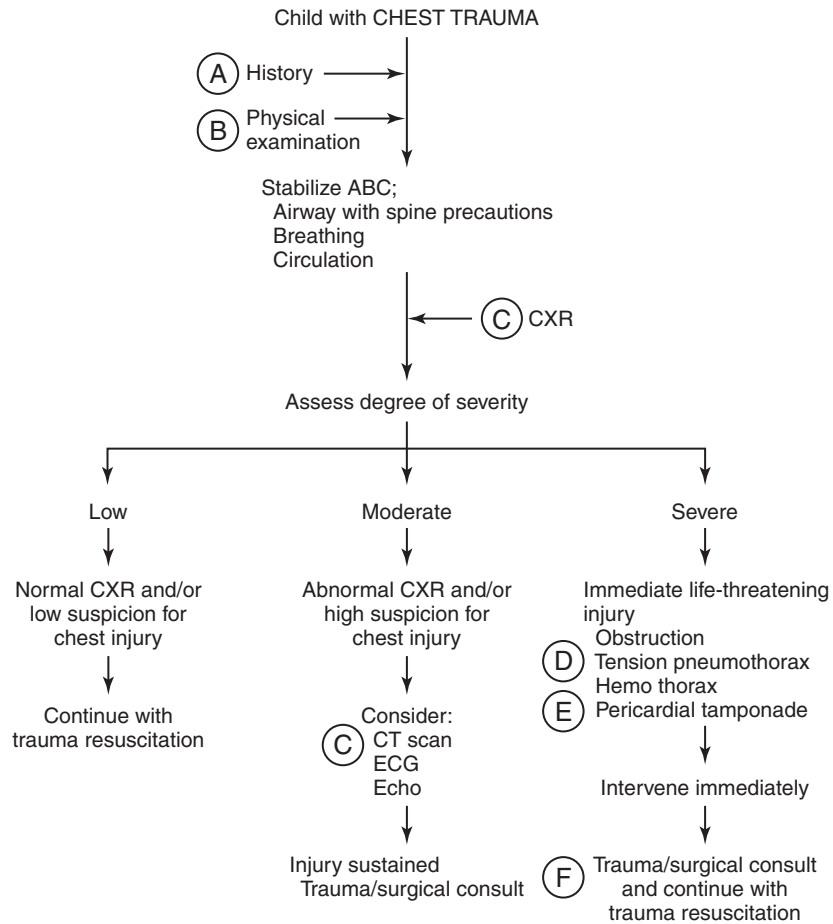 Child with CHEST TRAUMA
A History
B Physical
examination
Stabilize ABC;
Airway with spine precautions
Breathing
Circulation
C CXR
Assess degree of severity
Low
Normal CXR and/or
low suspicion for
chest injury
Continue with
trauma resuscitation
Moderate
Abnormal CXR and/or
high suspicion for
chest injury
Consider:
C CT scan
ECG
Echo
Injury sustained
Trauma/surgical consult
Severe
Immediate life-threatening
injury
Obstruction
D Tension pneumothorax
Hemo thorax
E Pericardial tamponade
Intervene immediately
F Trauma/surgical consult
and continue with
trauma resuscitation